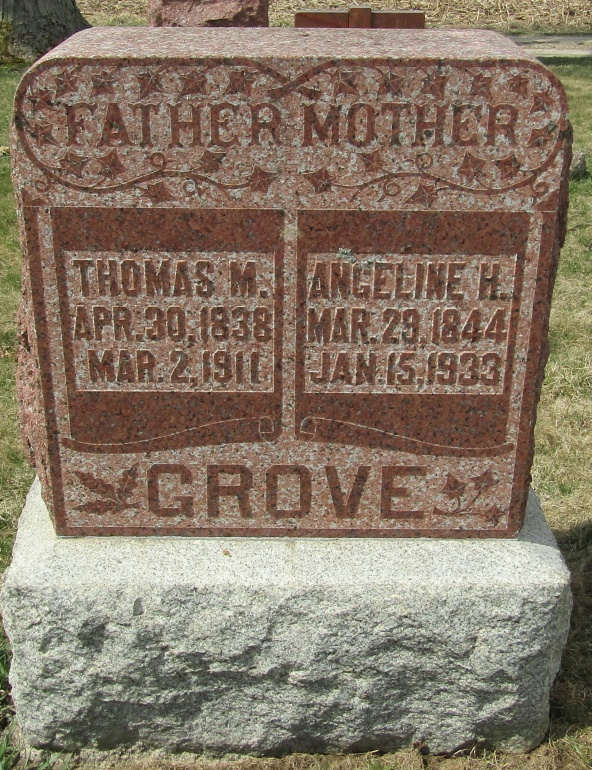 FATHER MOTHER
THOMAS M.
APR. 30, 1838
MAR. 2, 1911
ANGELINE H.
MAR. 29, 1844
JAN. 15, 1933
GROVE